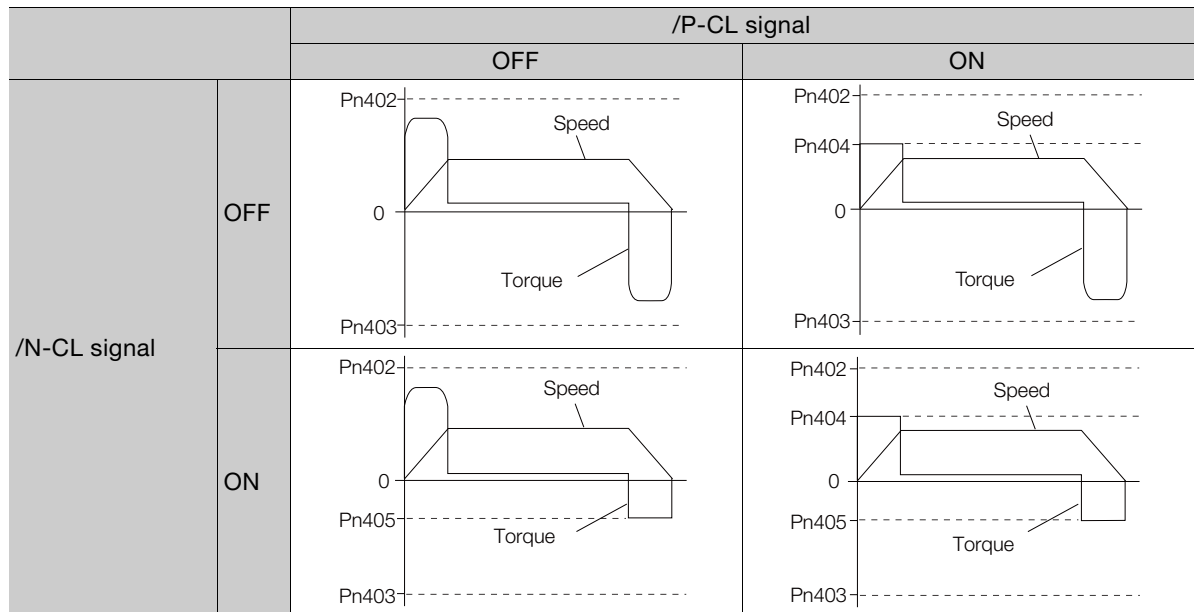 /P-CL signal
OFF
ON
/N-CL signal
OFF
Pn402
Speed
0
Torque
Pn403
Pn402
Speed
Pn404
0
Torque
Pn403
ON
Pn402
Speed
0
Pn405
Torque
Pn403
Pn402
Speed
Pn404
0
Pn405
Torque
Pn403